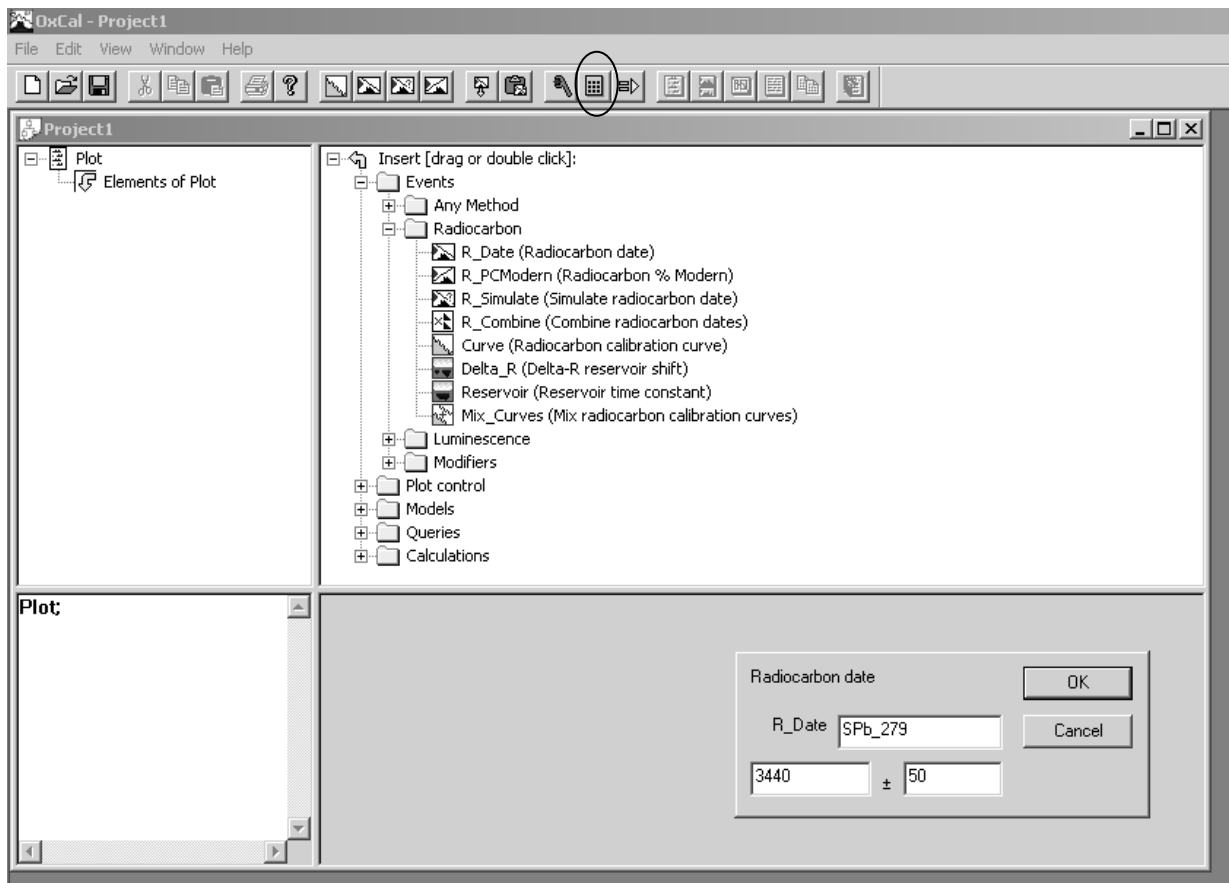 OxCal - Project1
File Edit View Window Help
Project1
Plot
Elements of Plot
Insert [drag or double click]:
Events
Any Method
Radiocarbon
R_Date (Radiocarbon date)
R_PCModern (Radiocarbon % Modern)
R_Simulate (Simulate radiocarbon date)
R_Combine (Combine radiocarbon dates)
Curve (Radiocarbon calibration curve)
Delta_R (Delta-R reservoir shift)
Reservoir (Reservoir time constant)
Mix_Curves (Mix radiocarbon calibration curves)
Luminescence
Modifiers
Plot control
Models
Queries
Calculations
Plot;
Radiocarbon date
OK
R_Date SPb_279
Cancel
3440 ± 50